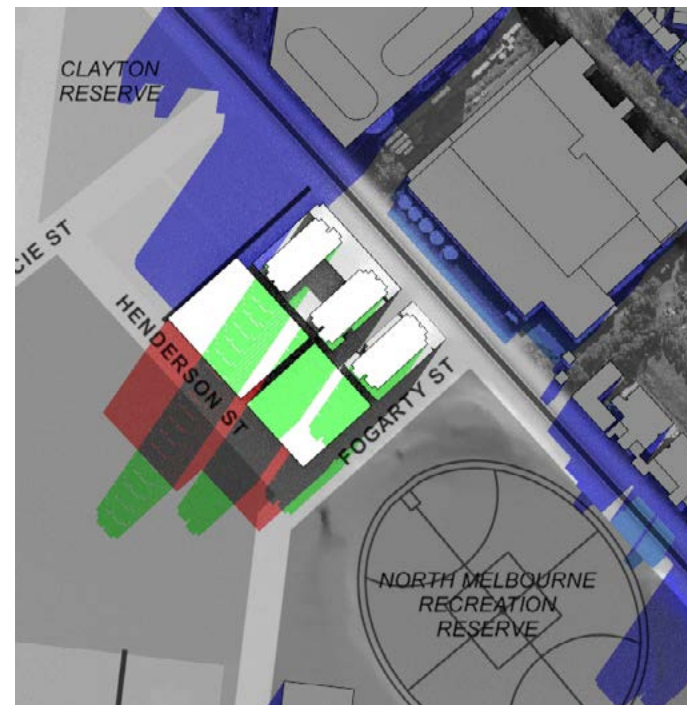 CLAYTON
RESERVE
CIE ST
HENDERSON ST
FOGARTY ST
NORTH MELBOURNE
RECREATION
RESERVE